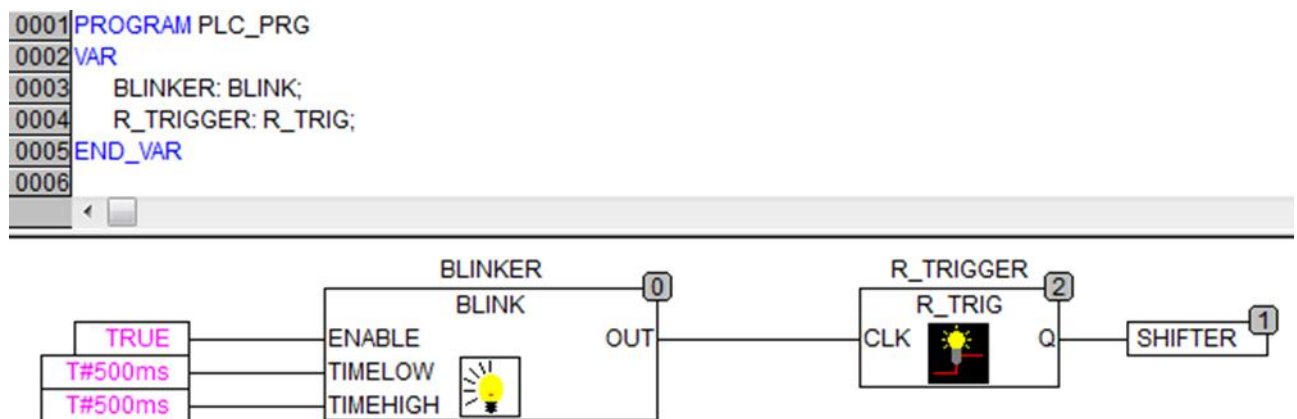 0001 PROGRAM PLC_PRG
0002 VAR
0003 BLINKER: BLINK;
0004 R_TRIGGER: R_TRIG;
0005 END_VAR
0006
BLINKER
0
BLINK
TRUE ENABLE OUT
T#500ms TIMELOW
T#500ms TIMEHIGH
R_TRIGGER
2
R_TRIG
CLK Q
SHIFTER 1